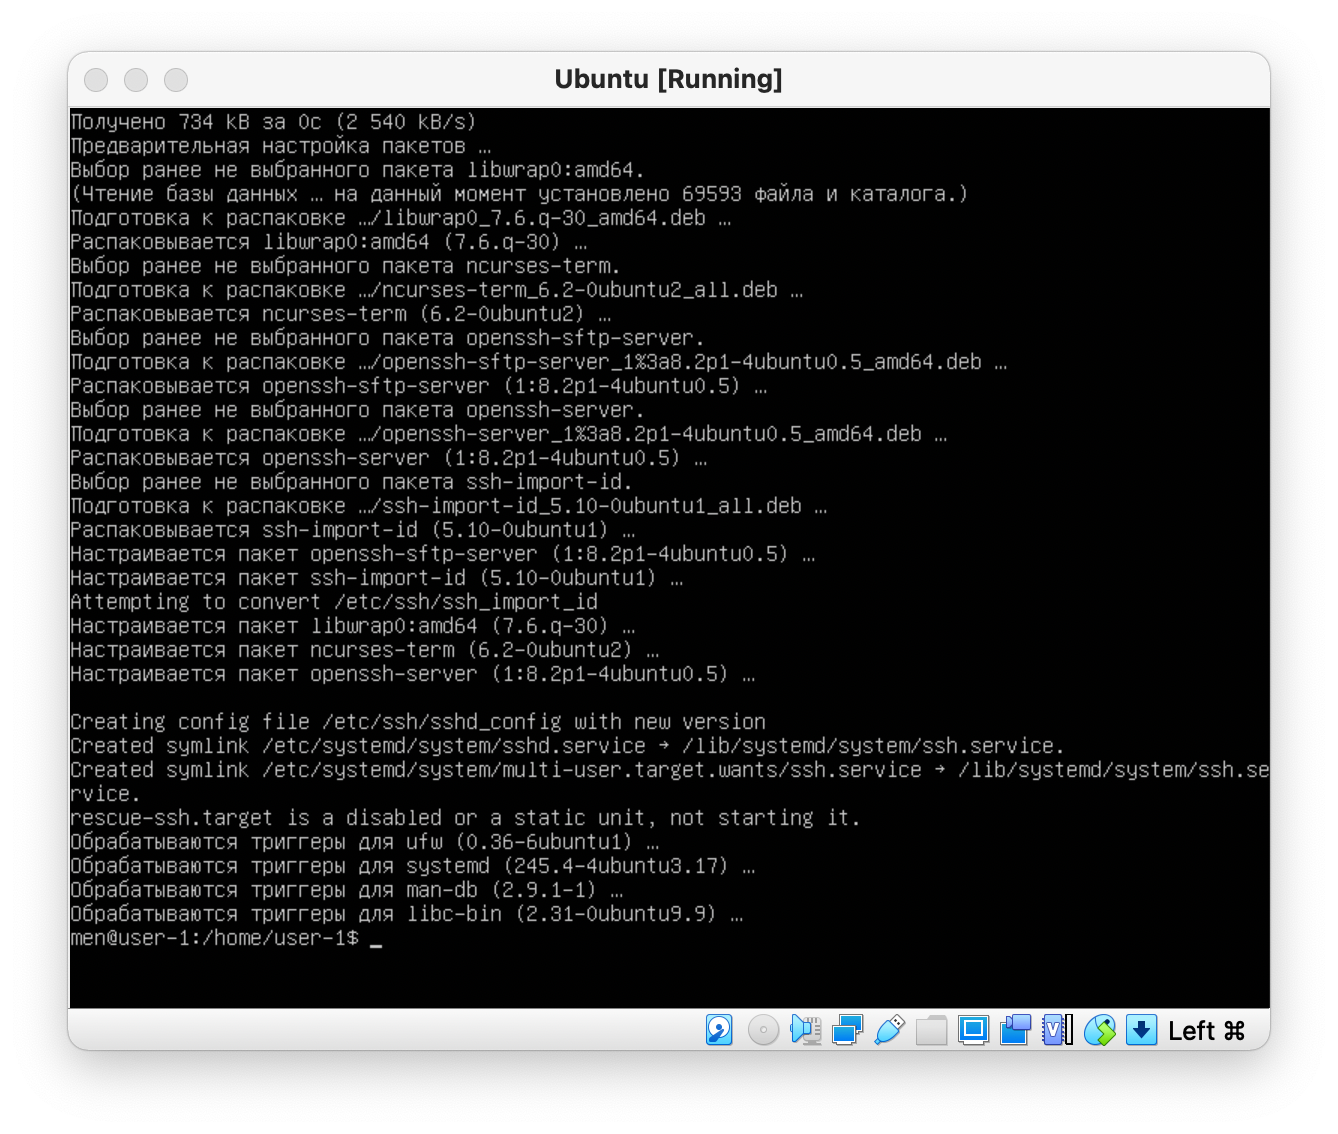 Ubuntu [Running]
Получено 734 kB за 0с (2 540 kB/s)
Предварительная настройка пакетов …
Выбор ранее не выбранного пакета libwrap0:amd64.
(Чтение базы данных … на данный момент установлено 69593 файла и каталога.)
Подготовка к распаковке …/libwrap0_7.6.q-30_amd64.deb …
Распаковывается libwrap0:amd64 (7.6.q-30) …
Выбор ранее не выбранного пакета ncurses-term.
Подготовка к распаковке …/ncurses-term_6.2-0ubuntu2_all.deb …
Распаковывается ncurses-term (6.2-0ubuntu2) …
Выбор ранее не выбранного пакета openssh-sftp-server.
Подготовка к распаковке …/openssh-sftp-server_1%3a8.2p1-4ubuntu0.5_amd64.deb …
Распаковывается openssh-sftp-server (1:8.2p1-4ubuntu0.5) …
Выбор ранее не выбранного пакета openssh-server.
Подготовка к распаковке …/openssh-server_1%3a8.2p1-4ubuntu0.5_amd64.deb …
Распаковывается openssh-server (1:8.2p1-4ubuntu0.5) …
Выбор ранее не выбранного пакета ssh-import-id.
Подготовка к распаковке …/ssh-import-id_5.10-0ubuntu1_all.deb …
Распаковывается ssh-import-id (5.10-0ubuntu1) …
Настраивается пакет openssh-sftp-server (1:8.2p1-4ubuntu0.5) …
Настраивается пакет ssh-import-id (5.10-0ubuntu1) …
Attempting to convert /etc/ssh/ssh_import_id
Настраивается пакет libwrap0:amd64 (7.6.q-30) …
Настраивается пакет ncurses-term (6.2-0ubuntu2) …
Настраивается пакет openssh-server (1:8.2p1-4ubuntu0.5) …
Creating config file /etc/ssh/sshd_config with new version
Created symlink /etc/systemd/system/sshd.service → /lib/systemd/system/ssh.service.
Created symlink /etc/systemd/system/multi-user.target.wants/ssh.service → /lib/systemd/system/ssh.se
rvice.
rescue-ssh.target is a disabled or a static unit, not starting it.
Обрабатываются триггеры для ufw (0.36-6ubuntu1) …
Обрабатываются триггеры для systemd (245.4-4ubuntu3.17) …
Обрабатываются триггеры для man-db (2.9.1-1) …
Обрабатываются триггеры для libc-bin (2.31-0ubuntu9.9) …
men@user-1:/home/user-1$ _
Left ⌘